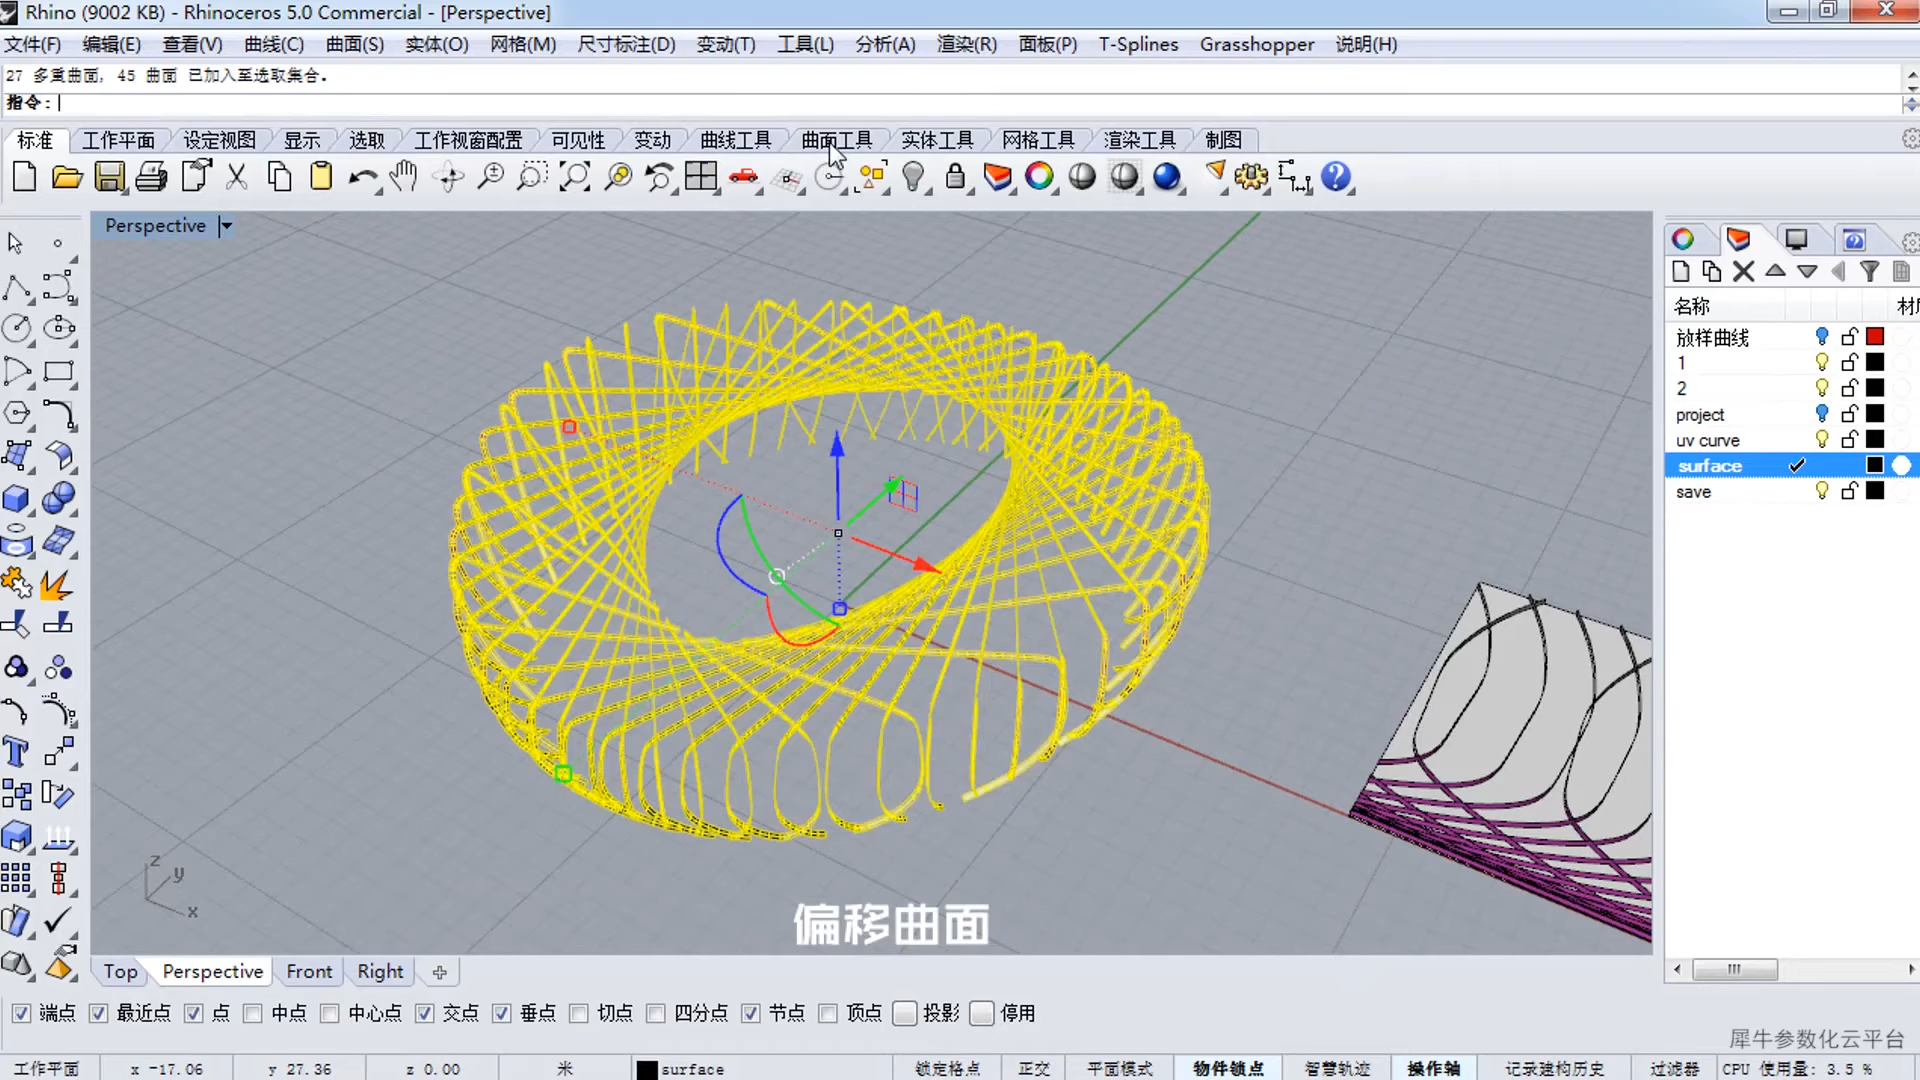 Rhino (9002 KB) - Rhinoceros 5.0 Commercial - [Perspective]
文件(F) 编辑(E) 查看(V) 曲线(C) 曲面(S) 实体(O) 网格(M) 尺寸标注(D) 变动(T) 工具(L) 分析(A) 渲染(R) 面板(P) T-Splines Grasshopper 说明(H)
27 多重曲面, 45 曲面 已加入至选取集合.
指令:
标准 工作平面 设定视图 显示 选取 工作视窗配置 可见性 变动 曲线工具 曲面工具 实体工具 网格工具 渲染工具 制图
Perspective
名称
放样曲线
1
2
project
uv curve
surface
save
z
y
x
偏移曲面
Top Perspective Front Right
端点 最近点 点 中点 中心点 交点 垂点 切点 四分点 节点 顶点 投影 停用
犀牛参数化云平台
工作平面 x -17.06 y 27.36 z 0.00 米 surface 锁定格点 正交 平面模式 物件锁点 智慧轨迹 操作轴 记录建构历史 过滤器 CPU 使用量: 3.5 %